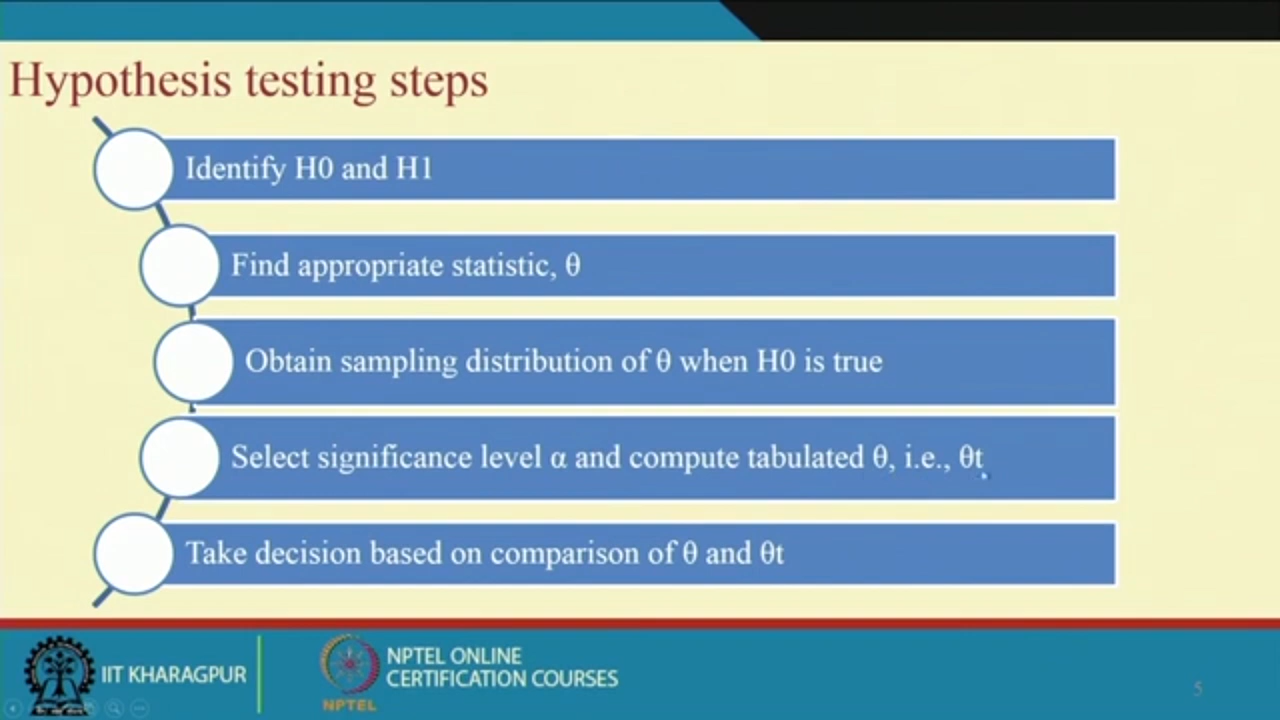 Hypothesis testing steps
Identify H0 and H1
Find appropriate statistic, θ
Obtain sampling distribution of θ when H0 is true
Select significance level α and compute tabulated θ, i.e., θt
Take decision based on comparison of θ and θt
IIT KHARAGPUR
NPTEL
NPTEL ONLINE
CERTIFICATION COURSES
5